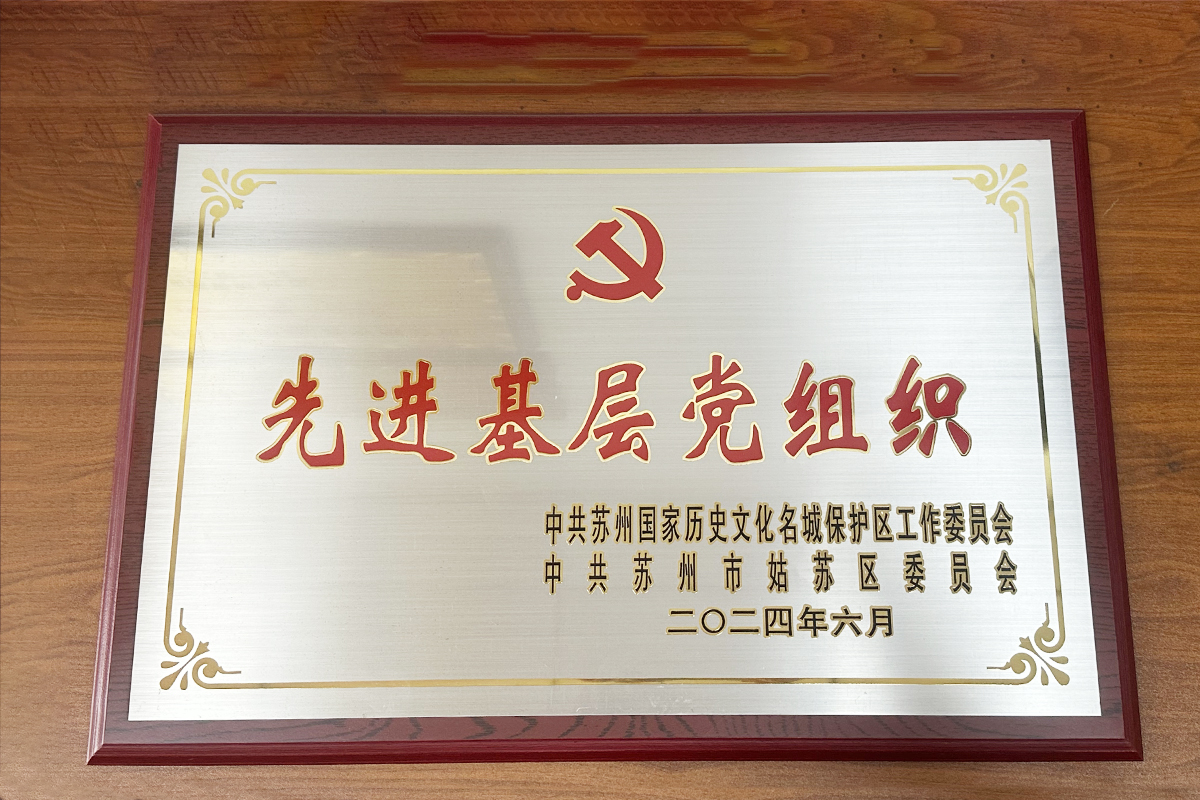 先进基层党组织
中共苏州国家历史文化名城保护区工作委员会
中共苏州市姑苏区委员会
二〇二四年六月